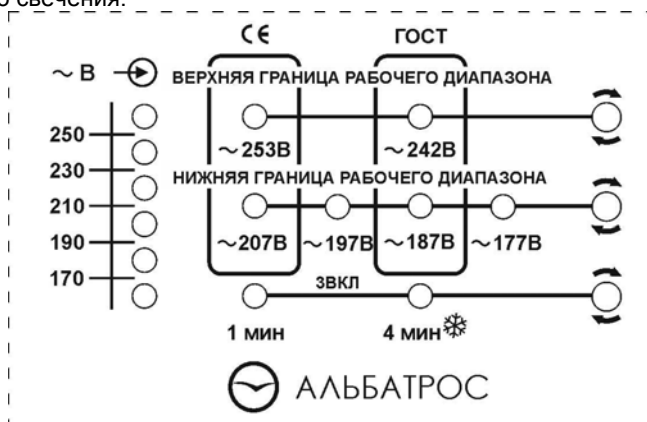 о свечения.
CE ГОСТ
~ В
ВЕРХНЯЯ ГРАНИЦА РАБОЧЕГО ДИАПАЗОНА
250
~253В ~242В
230
НИЖНЯЯ ГРАНИЦА РАБОЧЕГО ДИАПАЗОНА
210
190
~207В ~197В ~187В ~177В
170
ЗВКЛ
1 мин 4 мин
АЛЬБАТРОС